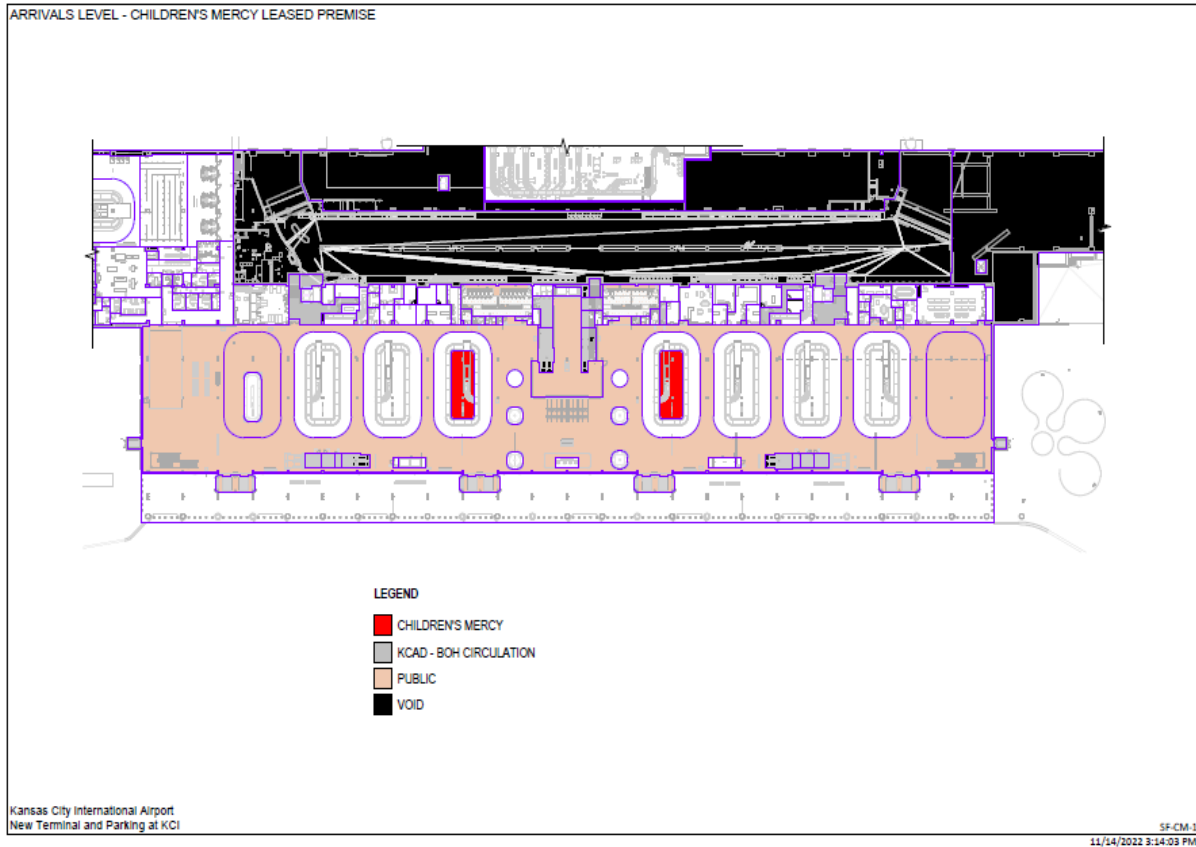 ARRIVALS LEVEL - CHILDREN'S MERCY LEASED PREMISE
LEGEND
CHILDREN'S MERCY
KCAD - BOH CIRCULATION
PUBLIC
VOID
Kansas City International Airport
New Terminal and Parking at KCI
SF-CM-1
11/14/2022 3:14:03 PM